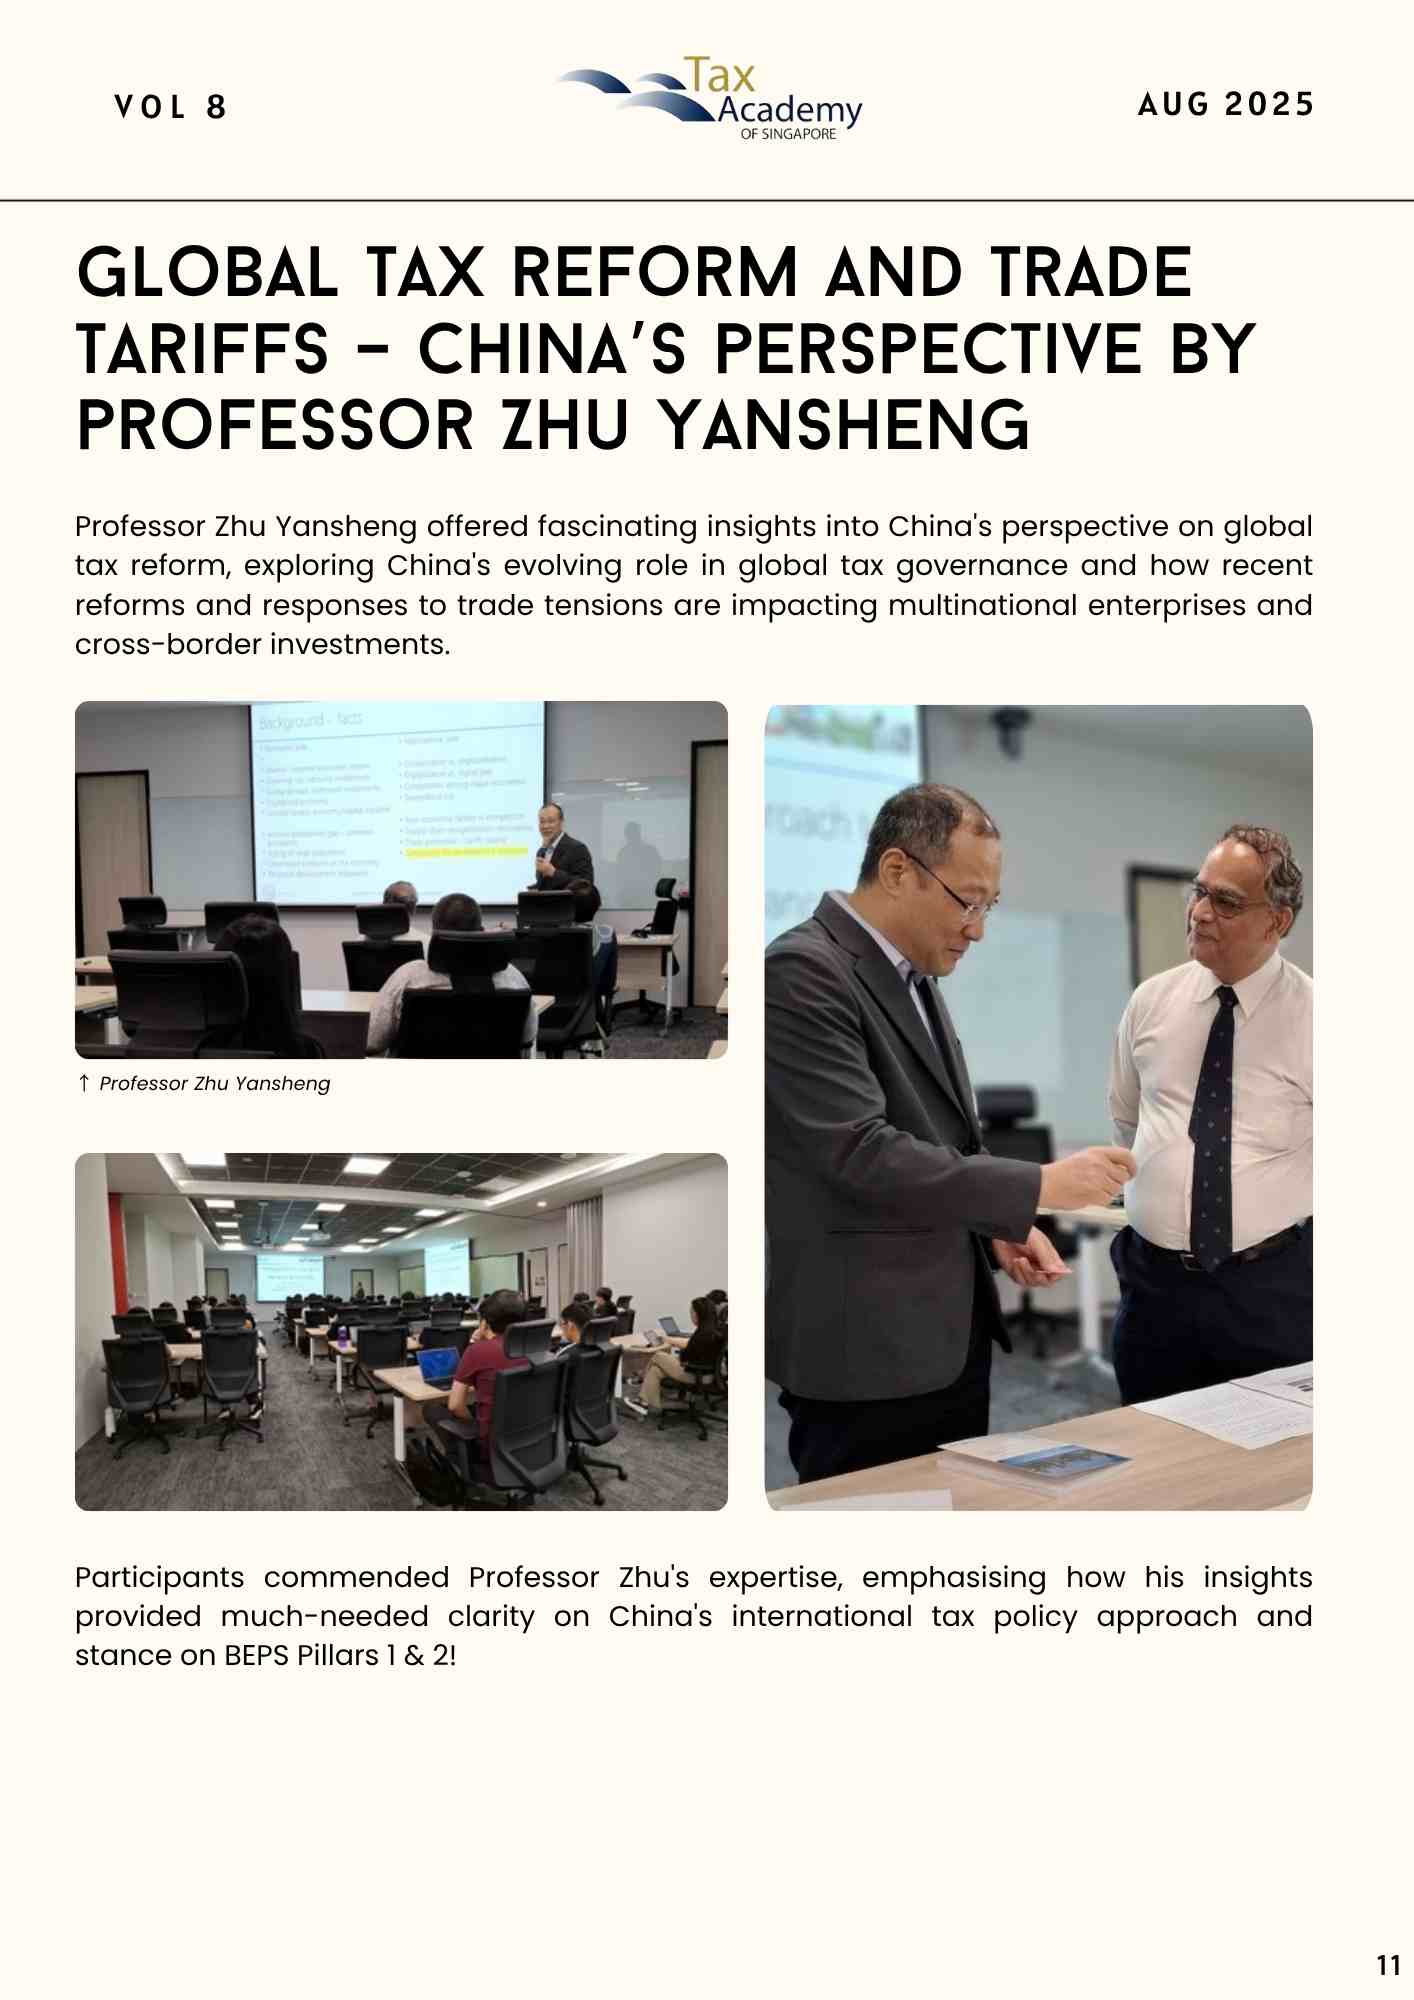 VOL 8
Tax
Academy
OF SINGAPORE
AUG 2025
GLOBAL TAX REFORM AND TRADE
TARIFFS – CHINA'S PERSPECTIVE BY
PROFESSOR ZHU YANSHENG
Professor Zhu Yansheng offered fascinating insights into China's perspective on global
tax reform, exploring China's evolving role in global tax governance and how recent
reforms and responses to trade tensions are impacting multinational enterprises and
cross-border investments.
Background - facts
↑ Professor Zhu Yansheng
Participants commended Professor Zhu's expertise, emphasising how his insights
provided much-needed clarity on China's international tax policy approach and
stance on BEPS Pillars 1 & 2!
11